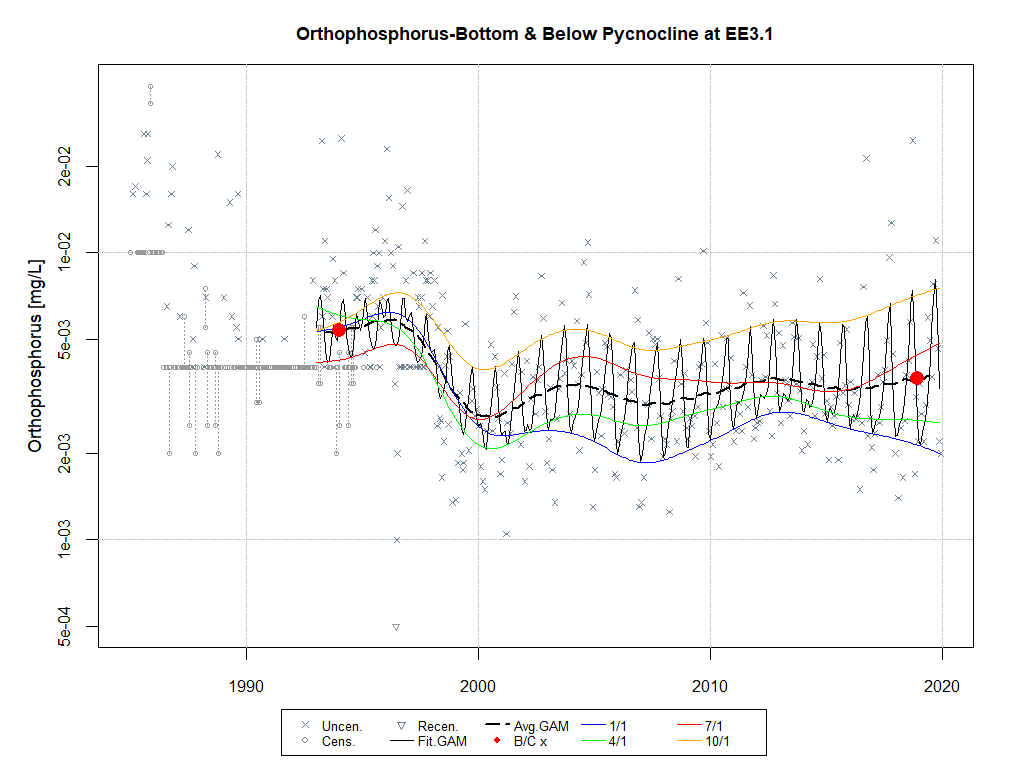 Orthophosphorus-Bottom & Below Pycnocline at EE3.1
Orthophosphorus [mg/L]
2e-02
1e-02
5e-03
2e-03
1e-03
5e-04
1990 2000 2010 2020
Uncen. Recen. Avg.GAM 1/1 7/1
Cens. Fit.GAM B/C x 4/1 10/1